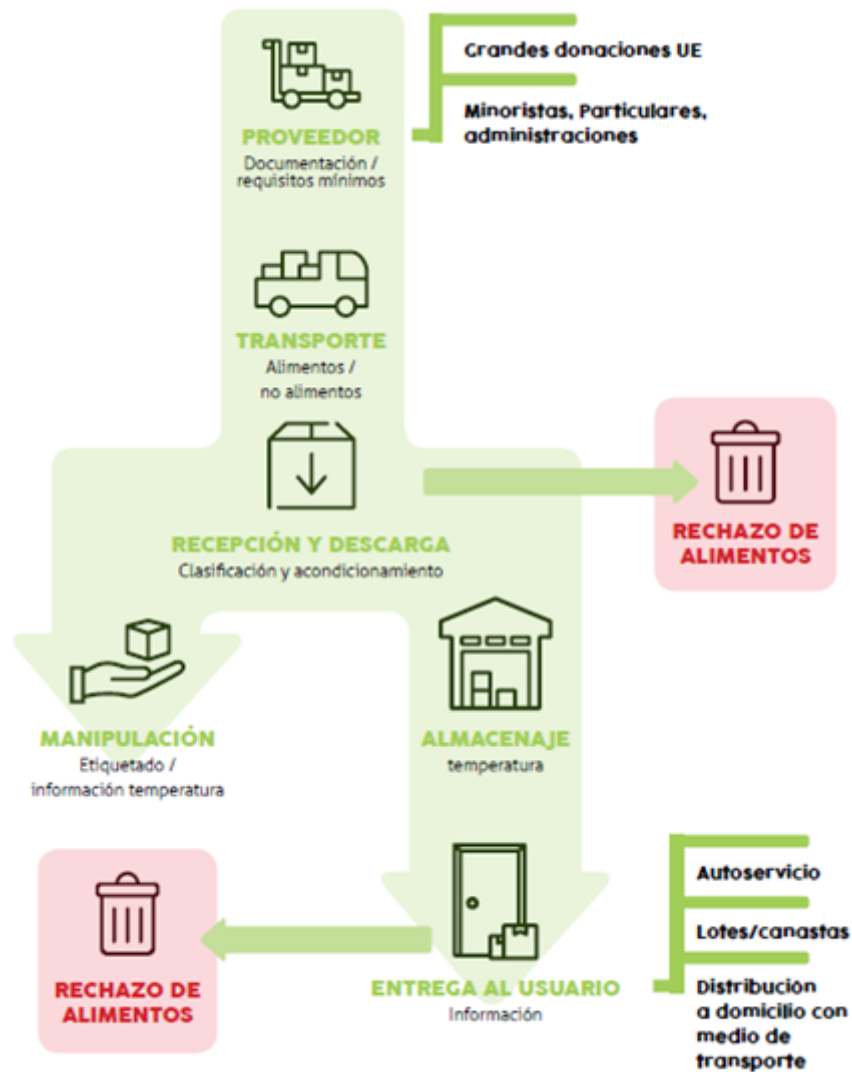 Grandes donaciones UE
Minoristas, Particulares,
administraciones
PROVEEDOR
Documentación /
requisitos mínimos
TRANSPORTE
Alimentos /
no alimentos
RECEPCIÓN Y DESCARGA
Clasificación y acondicionamiento
RECHAZO DE
ALIMENTOS
MANIPULACIÓN
Etiquetado /
información temperatura
ALMACENAJE
temperatura
RECHAZO DE
ALIMENTOS
ENTREGA AL USUARIO
Información
Autoservicio
Lotes/canastas
Distribución
a domicilio con
medio de
transporte